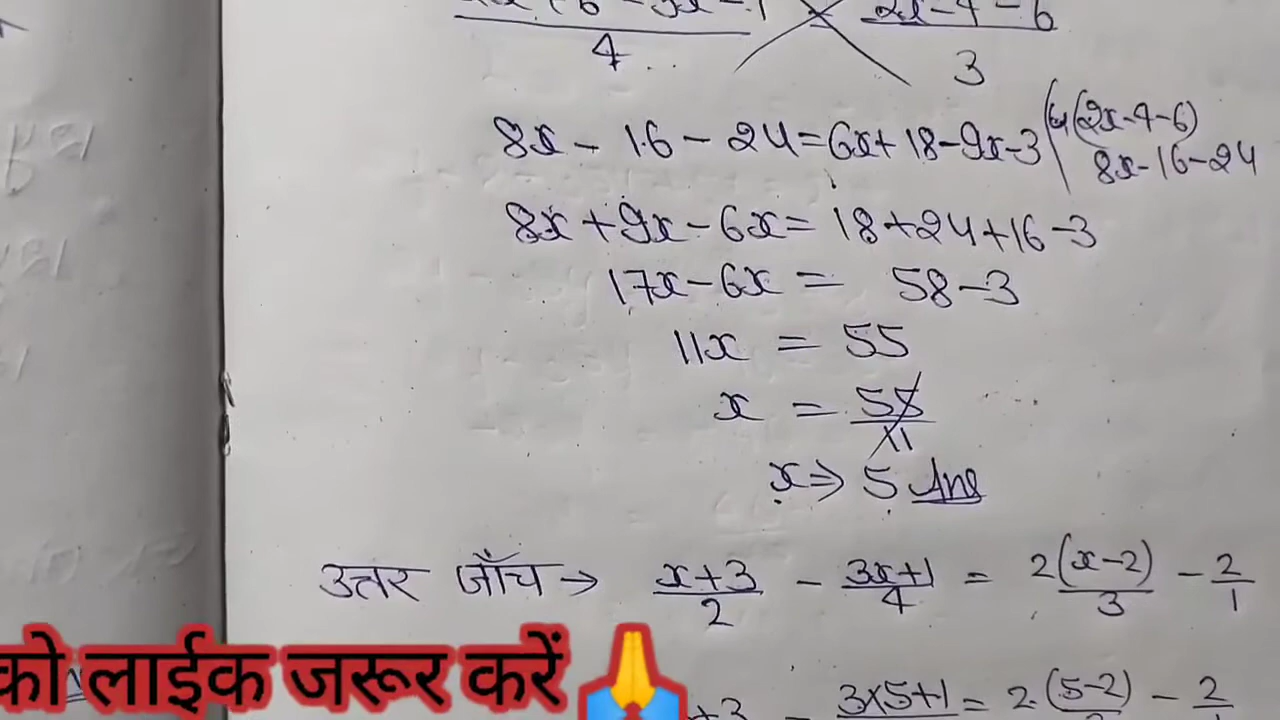 4 3
8x - 16 - 24 = 6x + 18 - 9x - 3 4(2x-4-6)
8x-16-24
8x + 9x - 6x = 18 + 24 + 16 - 3
17x - 6x = 58 - 3
11x = 55
x = 55/11
x ⇒ 5 Ans
उत्तर जाँच → x+3/2 - 3x+1/4 = 2(x-2)/3 - 2/1
को लाईक जरूर करें 🙏
+3 - 3x5+1 = 2.(5-2) - 2